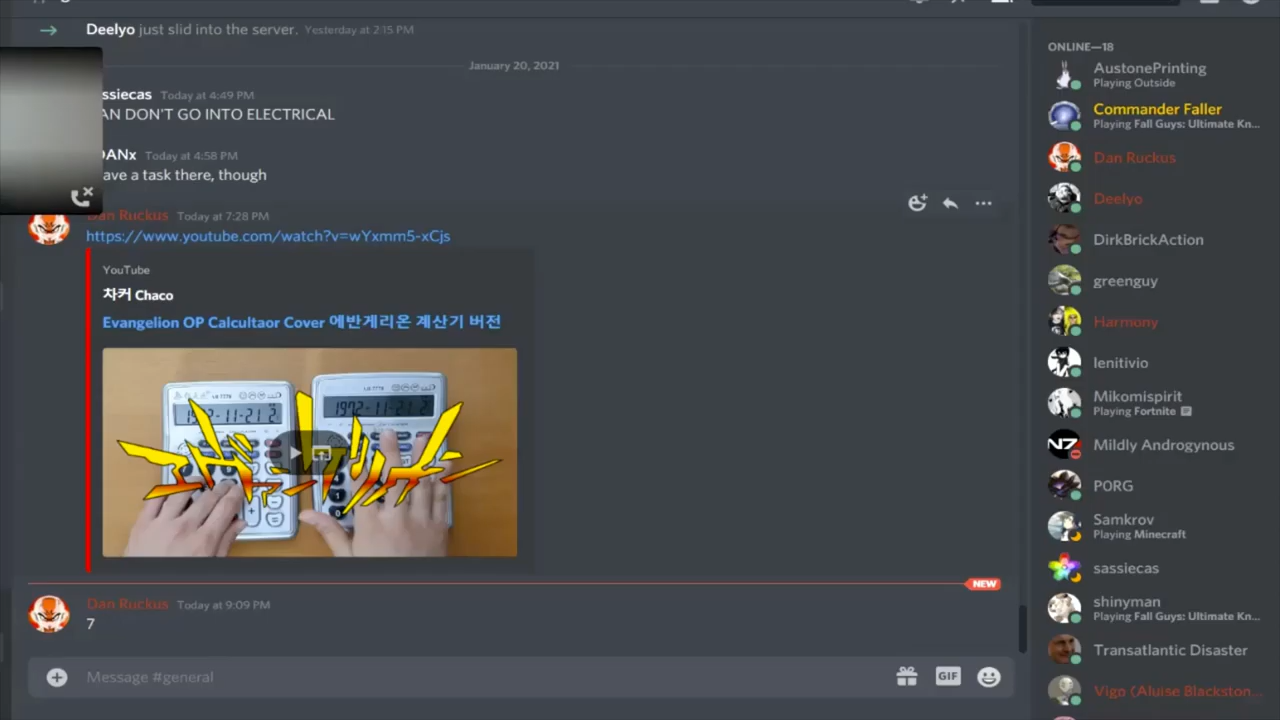 Deelyo just slid into the server. Yesterday at 2:15 PM
January 20, 2021
ssiecas Today at 4:49 PM
AN DON'T GO INTO ELECTRICAL
DANx Today at 4:58 PM
ave a task there, though
Dan Ruckus Today at 7:28 PM
https://www.youtube.com/watch?v=wYxmm5-xCjs
YouTube
차커 Chaco
Evangelion OP Calcultaor Cover 에반게리온 계산기 버전
1972-11-21 2
1972-11-21 2
NEW
Dan Ruckus Today at 9:09 PM
7
Message #general
GIF
ONLINE—18
AustonePrinting
Playing Outside
Commander Faller
Playing Fall Guys: Ultimate Kn...
Dan Ruckus
Deelyo
DirkBrickAction
greenguy
Harmony
lenitivio
Mikomispirit
Playing Fortnite
N7
Mildly Androgynous
PORG
Samkrov
Playing Minecraft
sassiecas
shinyman
Playing Fall Guys: Ultimate Kn...
Transatlantic Disaster
Vigo (Aluise Blackston...